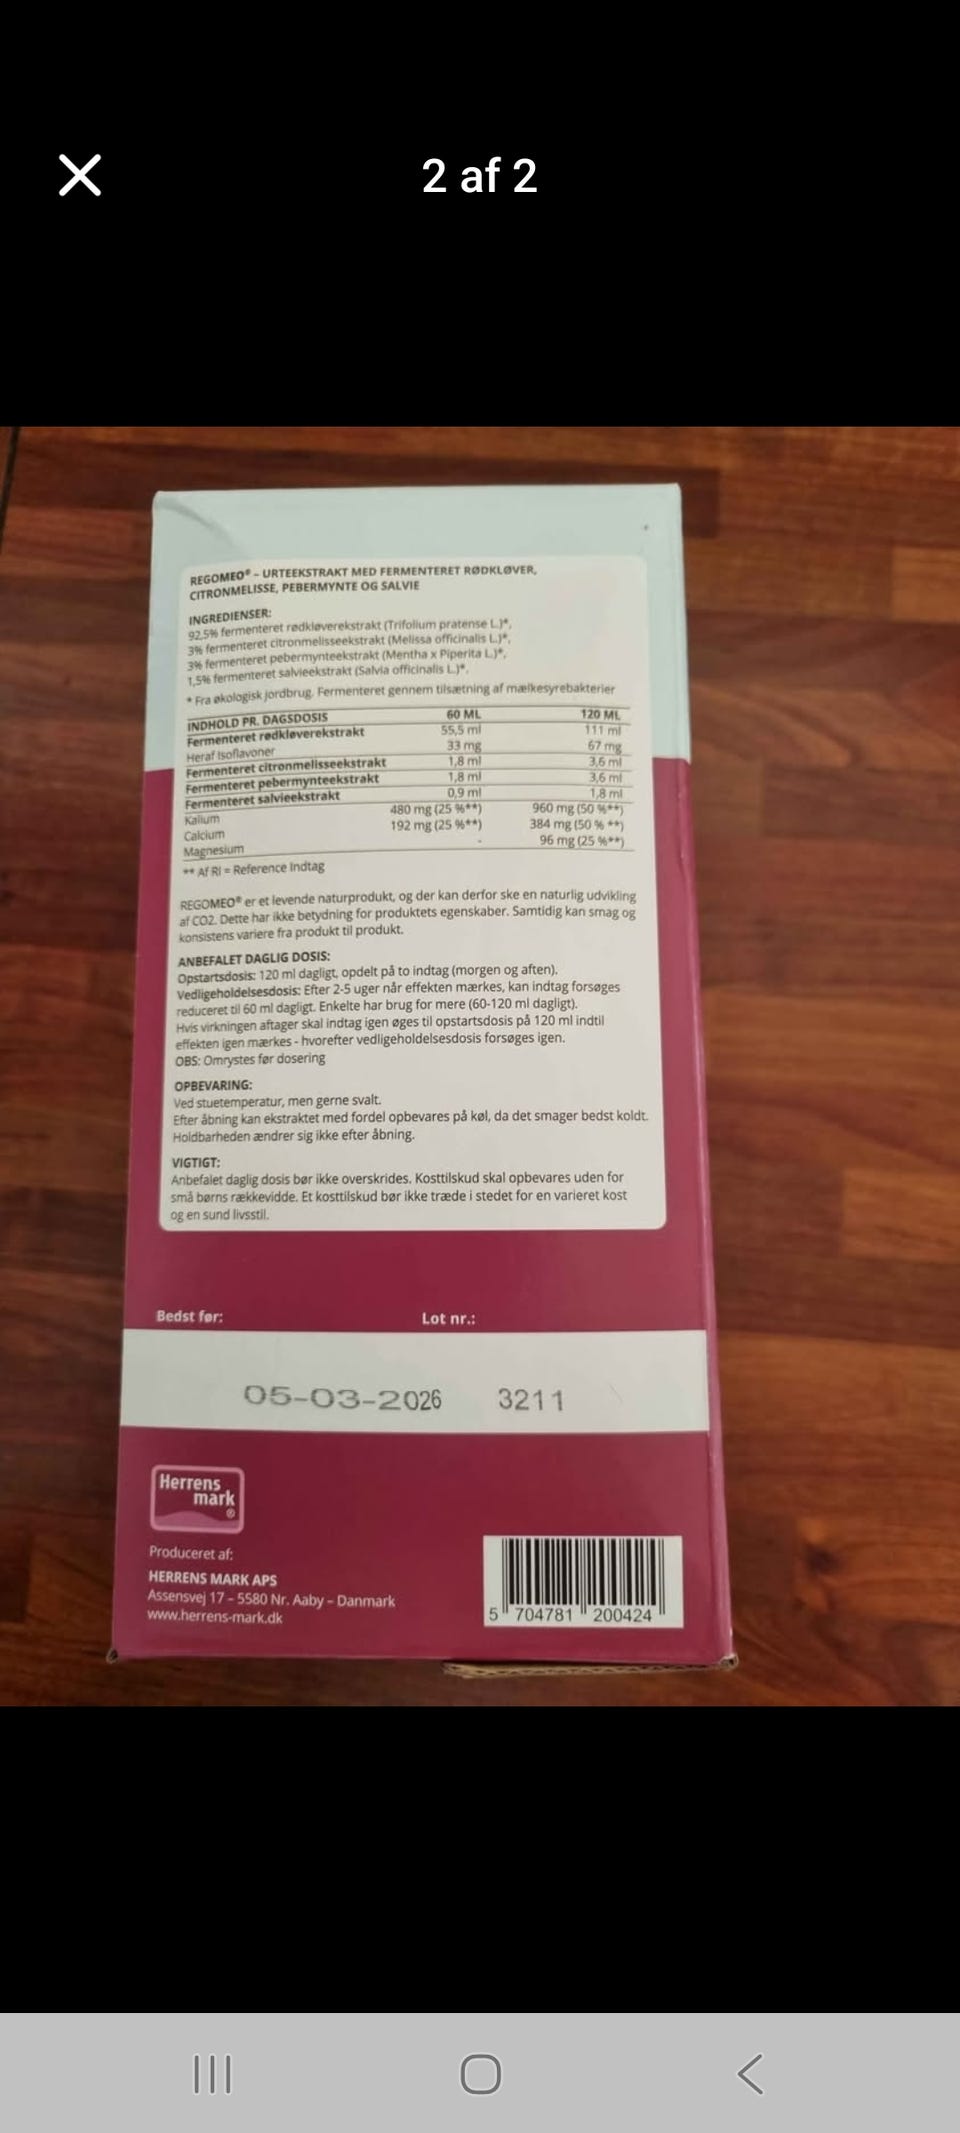 2 af 2
REGOMEO® – URTEEKSTRAKT MED FERMENTERET RØDKLØVER,
CITRONMELISSE, PEBERMYNTE OG SALVIE
INGREDIENSER:
92,5% fermenteret rødkløverekstrakt (Trifolium pratense L.)*,
3% fermenteret citronmelisseekstrakt (Melissa officinalis L.)*,
3% fermenteret pebermynteekstrakt (Mentha x Piperita L.)*,
1,5% fermenteret salvieekstrakt (Salvia officinalis L.)*.
* Fra økologisk jordbrug. Fermenteret gennem tilsætning af mælkesyrebakterier
INDHOLD PR. DAGSDOSIS 60 ML 120 ML
Fermenteret rødkløverekstrakt 55,5 ml 111 ml
Heraf Isoflavoner 33 mg 67 mg
Fermenteret citronmelisseekstrakt 1,8 ml 3,6 ml
Fermenteret pebermynteekstrakt 1,8 ml 3,6 ml
Fermenteret salvieekstrakt 0,9 ml 1,8 ml
Kalium 480 mg (25 %**) 960 mg (50 %**)
Calcium 192 mg (25 %**) 384 mg (50 % **)
Magnesium - 96 mg (25 %**)
** Af RI = Reference Indtag
REGOMEO® er et levende naturprodukt, og der kan derfor ske en naturlig udvikling
af CO2. Dette har ikke betydning for produktets egenskaber. Samtidig kan smag og
konsistens variere fra produkt til produkt.
ANBEFALET DAGLIG DOSIS:
Opstartsdosis: 120 ml dagligt, opdelt på to indtag (morgen og aften).
Vedligeholdelsesdosis: Efter 2-5 uger når effekten mærkes, kan indtag forsøges
reduceret til 60 ml dagligt. Enkelte har brug for mere (60-120 ml dagligt).
Hvis virkningen aftager skal indtag igen øges til opstartsdosis på 120 ml indtil
effekten igen mærkes - hvorefter vedligeholdelsesdosis forsøges igen.
OBS: Omrystes før dosering
OPBEVARING:
Ved stuetemperatur, men gerne svalt.
Efter åbning kan ekstraktet med fordel opbevares på køl, da det smager bedst koldt.
Holdbarheden ændrer sig ikke efter åbning.
VIGTIGT:
Anbefalet daglig dosis bør ikke overskrides. Kosttilskud skal opbevares uden for
små børns rækkevidde. Et kosttilskud bør ikke træde i stedet for en varieret kost
og en sund livsstil.
Bedst før: Lot nr.:
05-03-2026 3211
Herrens
mark
®
Produceret af:
HERRENS MARK APS
Assensvej 17 – 5580 Nr. Aaby – Danmark
www.herrens-mark.dk
5 704781 200424